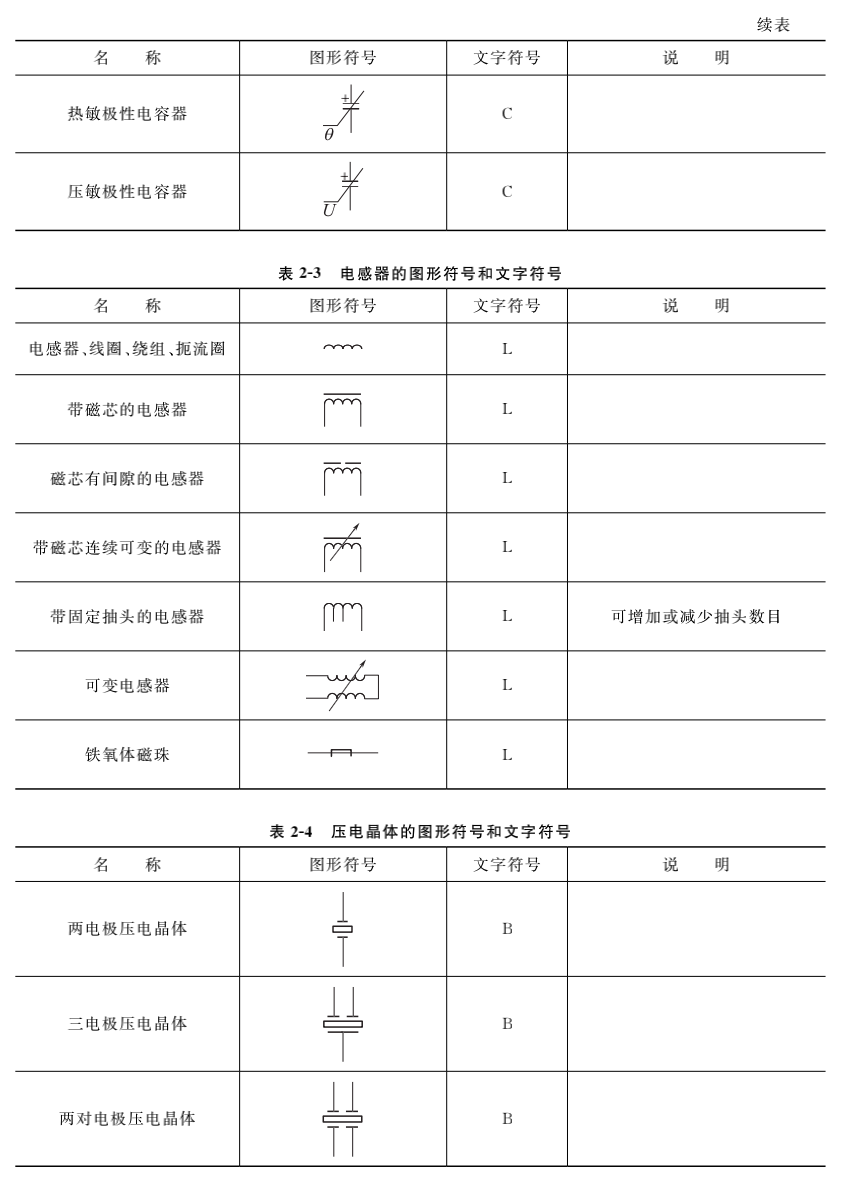 续表
名 称 图形符号 文字符号 说 明
热敏极性电容器 + θ C
压敏极性电容器 + U C
表 2-3 电感器的图形符号和文字符号
名 称 图形符号 文字符号 说 明
电感器、线圈、绕组、扼流圈 L
带磁芯的电感器 L
磁芯有间隙的电感器 L
带磁芯连续可变的电感器 L
带固定抽头的电感器 L 可增加或减少抽头数目
可变电感器 L
铁氧体磁珠 L
表 2-4 压电晶体的图形符号和文字符号
名 称 图形符号 文字符号 说 明
两电极压电晶体 B
三电极压电晶体 B
两对电极压电晶体 B